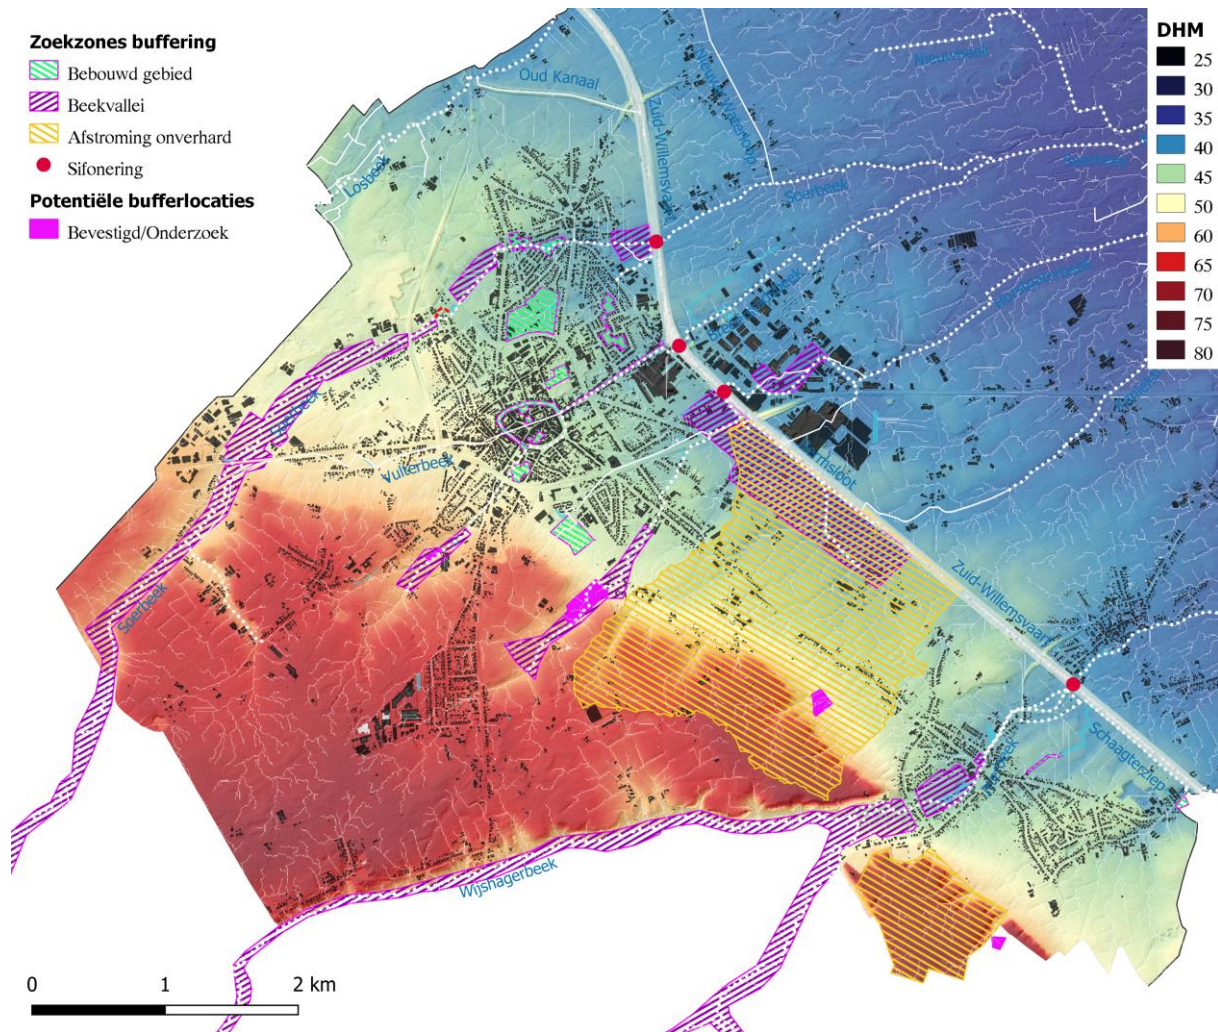 Zoekzones buffering
Bebouwd gebied
Beekvallei
Afstroming onverhard
Sifonering
Potentiële bufferlocaties
Bevestigd/Onderzoek
DHM
25
30
35
40
45
50
60
65
70
75
80
Oud Kanaal
Zuid-Willemsvaart
Nieuwbeek
Losbeek
Soerbeek
Soerbeek
Vulterbeek
Soerbeek
Zuid-Willemsvaart
Schaagterziep
Wijshagerbeek
0 1 2 km